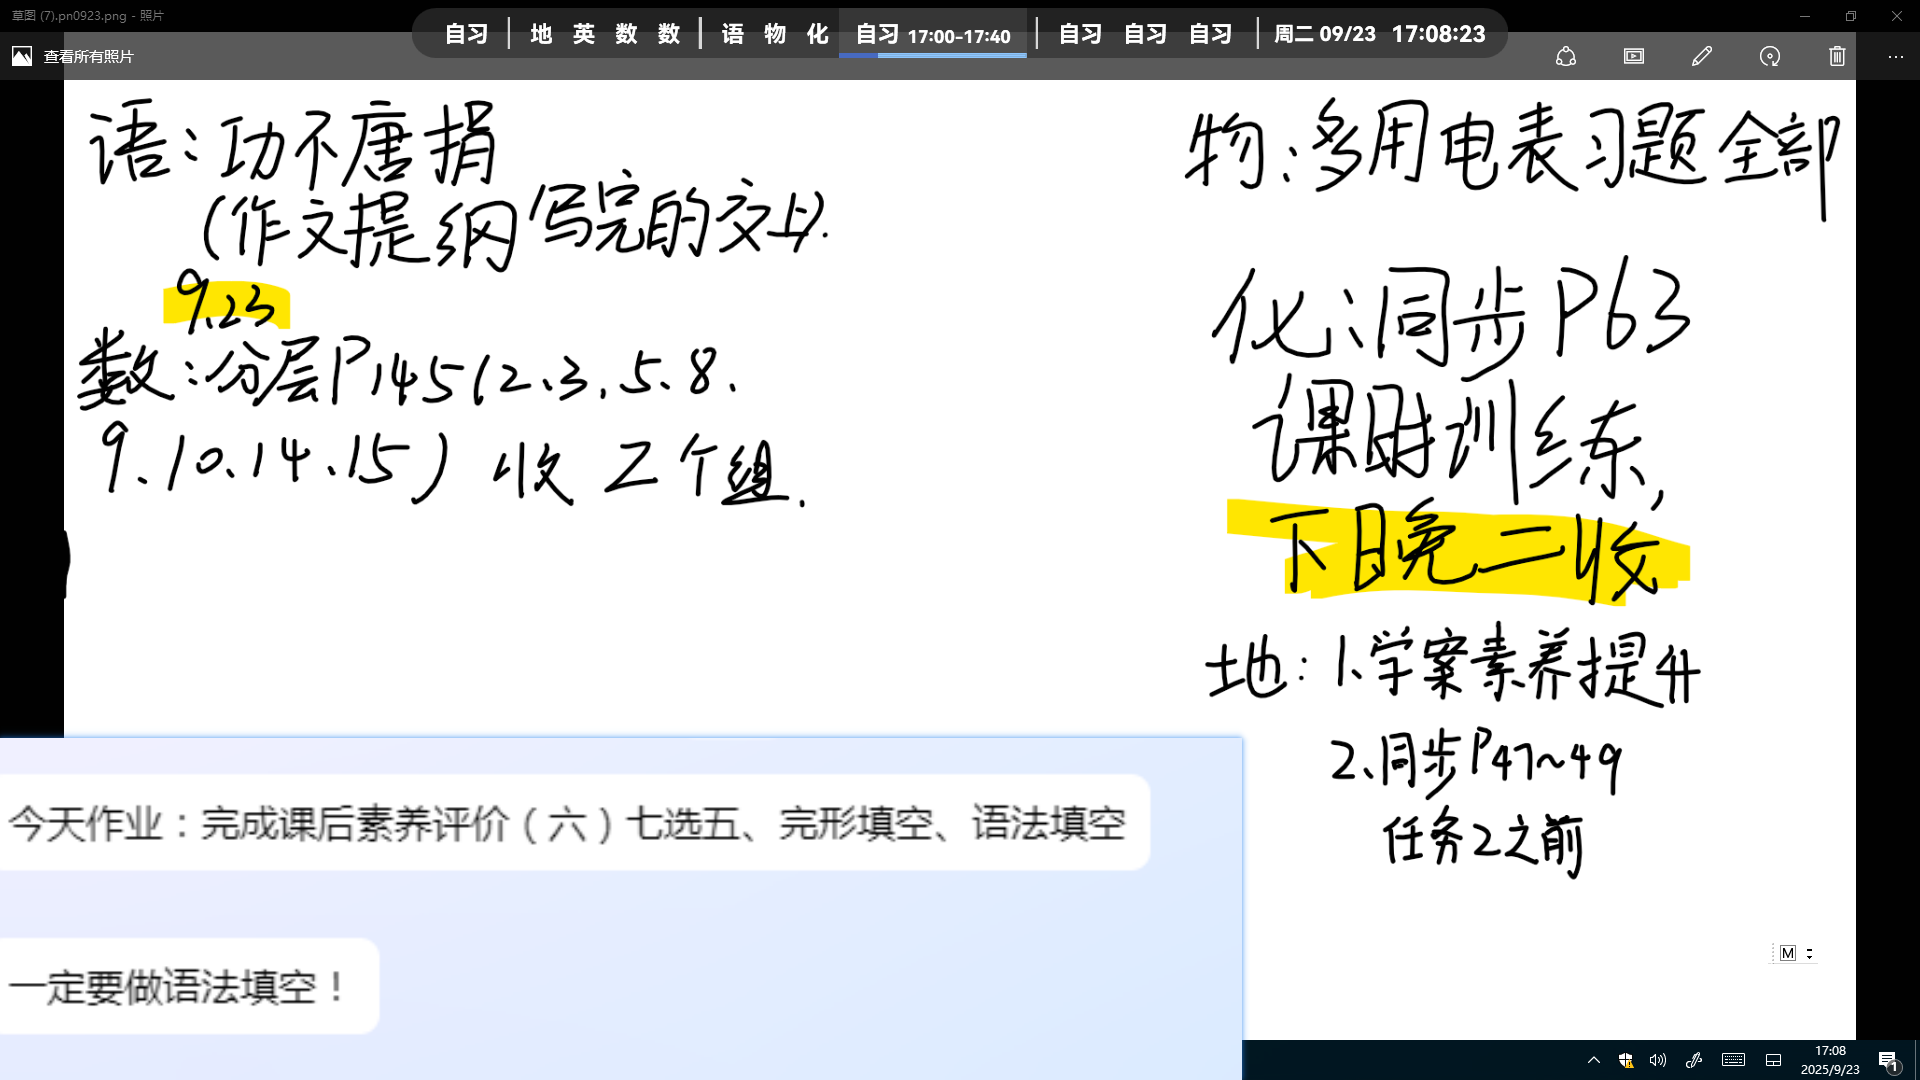 草图 (7).pn0923.png - 照片
自习 | 地 英 数 数 | 语 物 化 自习 17:00-17:40 | 自习 自习 自习 | 周二 09/23 17:08:23
查看所有照片
语:功不唐捐
(作文提纲写完的交上).
9.23
数:分层P145(2.3.5.8.
9.10.14.15)收2个组.
物:多用电表习题全部
化:同步P63
课时训练,
下日晚二收
地:1.学案素养提升
2.同步P47~49
任务2之前
今天作业:完成课后素养评价(六)七选五、完形填空、语法填空
一定要做语法填空!
M
17:08
2025/9/23
1